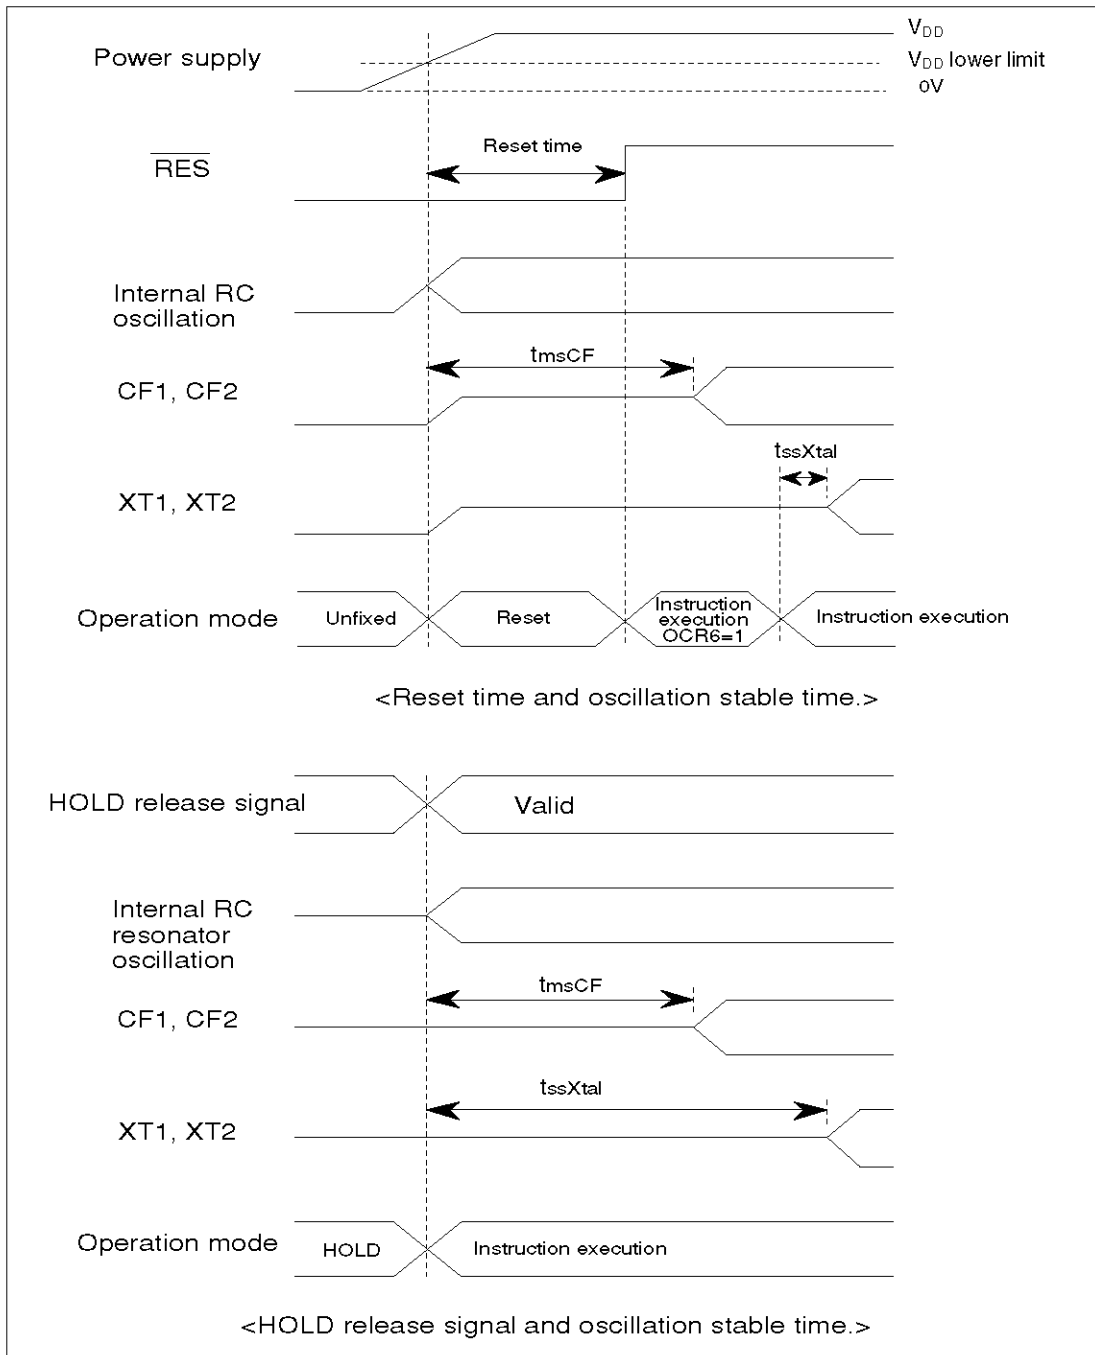 Power supply
VDD
VDD lower limit
0V
RES
Reset time
Internal RC
oscillation
tmsCF
CF1, CF2
tssXtal
XT1, XT2
Operation mode
Unfixed
Reset
Instruction
execution
OCR6=1
Instruction execution
<Reset time and oscillation stable time.>
HOLD release signal
Valid
Internal RC
resonator
oscillation
tmsCF
CF1, CF2
tssXtal
XT1, XT2
Operation mode
HOLD
Instruction execution
<HOLD release signal and oscillation stable time.>